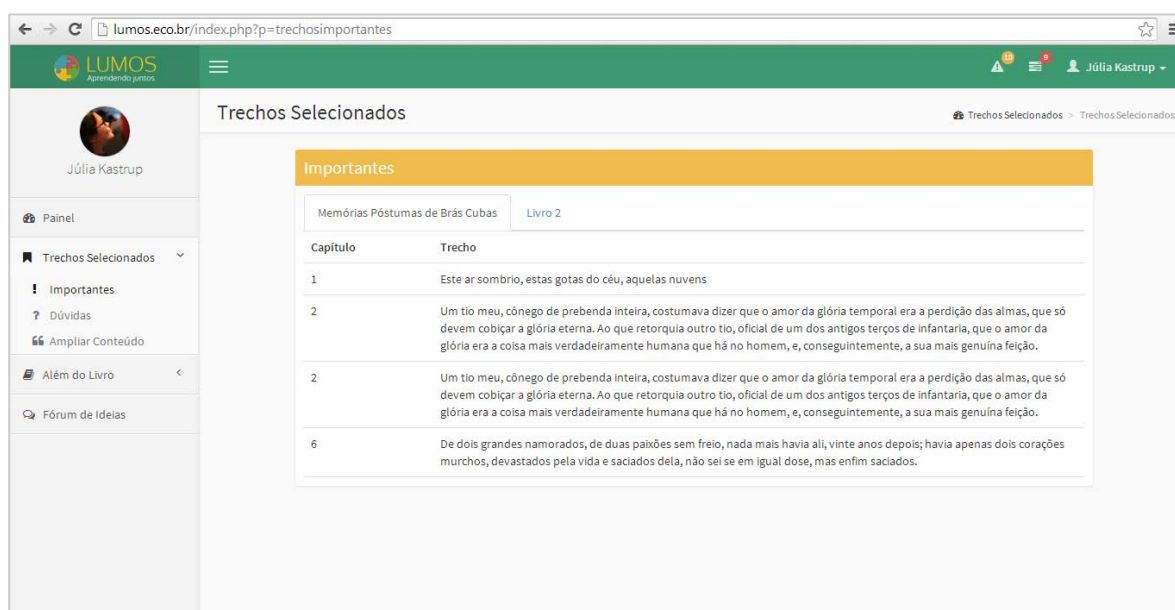 lumos.eco.br/index.php?p=trechosimportantes
LUMOS
Aprendendo juntos
10
9
Júlia Kastrup
Júlia Kastrup
Painel
Trechos Selecionados
Importantes
Dúvidas
Ampliar Conteúdo
Além do Livro
Fórum de Ideias
Trechos Selecionados
Trechos Selecionados > Trechos Selecionados
Importantes
Memórias Póstumas de Brás Cubas Livro 2
Capítulo Trecho
1 Este ar sombrio, estas gotas do céu, aquelas nuvens
2 Um tio meu, cônego de prebenda inteira, costumava dizer que o amor da glória temporal era a perdição das almas, que só
devem cobiçar a glória eterna. Ao que retorquia outro tio, oficial de um dos antigos terços de infantaria, que o amor da
glória era a coisa mais verdadeiramente humana que há no homem, e, conseguintemente, a sua mais genuína feição.
2 Um tio meu, cônego de prebenda inteira, costumava dizer que o amor da glória temporal era a perdição das almas, que só
devem cobiçar a glória eterna. Ao que retorquia outro tio, oficial de um dos antigos terços de infantaria, que o amor da
glória era a coisa mais verdadeiramente humana que há no homem, e, conseguintemente, a sua mais genuína feição.
6 De dois grandes namorados, de duas paixões sem freio, nada mais havia ali, vinte anos depois; havia apenas dois corações
murchos, devastados pela vida e saciados dela, não sei se em igual dose, mas enfim saciados.